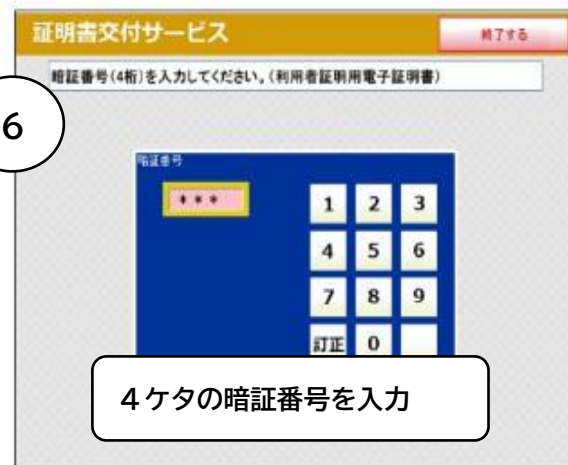 証明書交付サービス 終了する
暗証番号(4桁)を入力してください。(利用者証明用電子証明書)
6
暗証番号
* * *
1 2 3
4 5 6
7 8 9
訂正 0
4ケタの暗証番号を入力